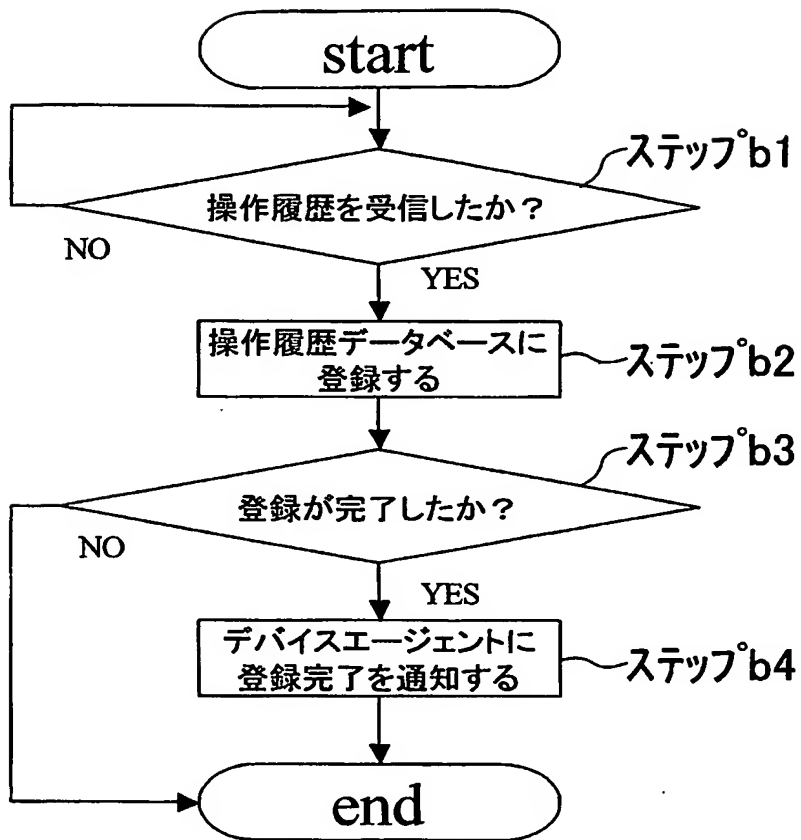 start
ステップb1
操作履歴を受信したか？
NO
YES
操作履歴データベースに
登録する
ステップb2
ステップb3
登録が完了したか？
NO
YES
デバイスエージェントに
登録完了を通知する
ステップb4
end